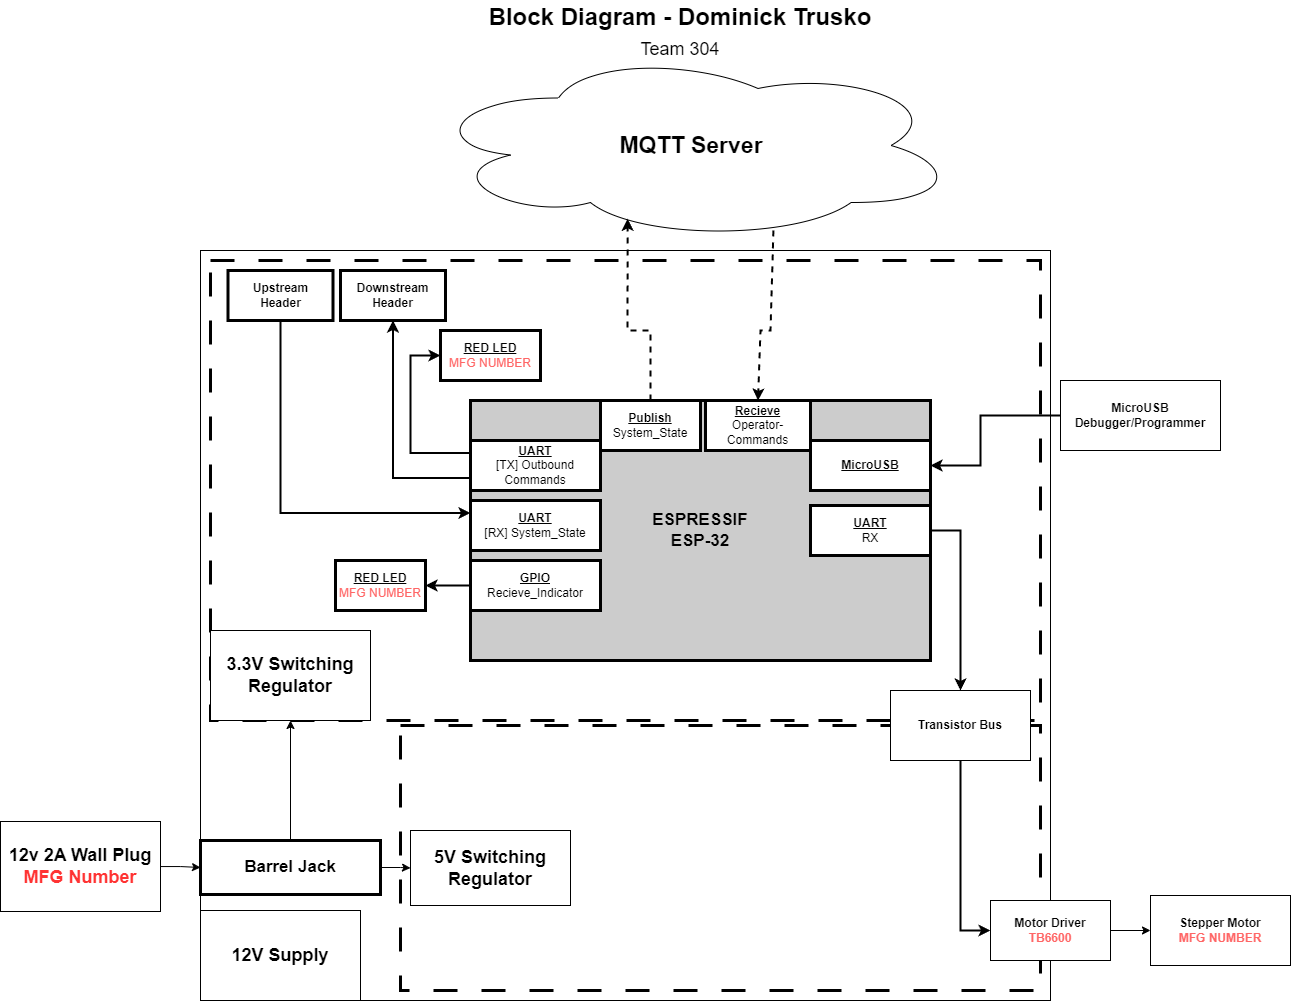 Block Diagram - Dominick Trusko
Team 304
MQTT Server
Upstream
Header
Downstream
Header
RED LED
MFG NUMBER
Publish
System_State
Recieve
Operator-
Commands
MicroUSB
Debugger/Programmer
UART
[TX] Outbound
Commands
MicroUSB
UART
[RX] System_State
ESPRESSIF
ESP-32
UART
RX
RED LED
MFG NUMBER
GPIO
Recieve_Indicator
3.3V Switching
Regulator
Transistor Bus
12v 2A Wall Plug
MFG Number
Barrel Jack
5V Switching
Regulator
12V Supply
Motor Driver
TB6600
Stepper Motor
MFG NUMBER